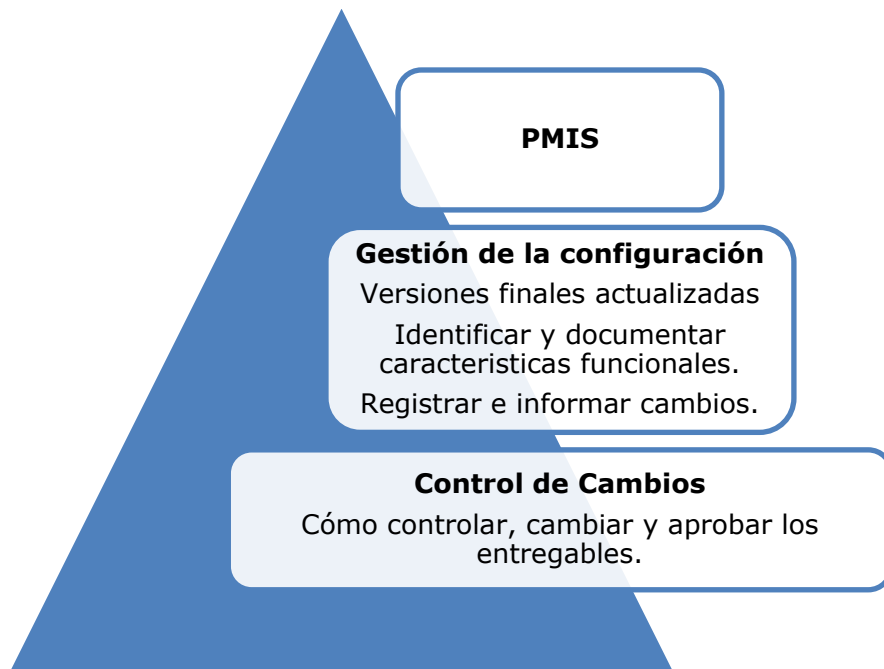 PMIS
Gestión de la configuración
Versiones finales actualizadas
Identificar y documentar
caracteristicas funcionales.
Registrar e informar cambios.
Control de Cambios
Cómo controlar, cambiar y aprobar los
entregables.